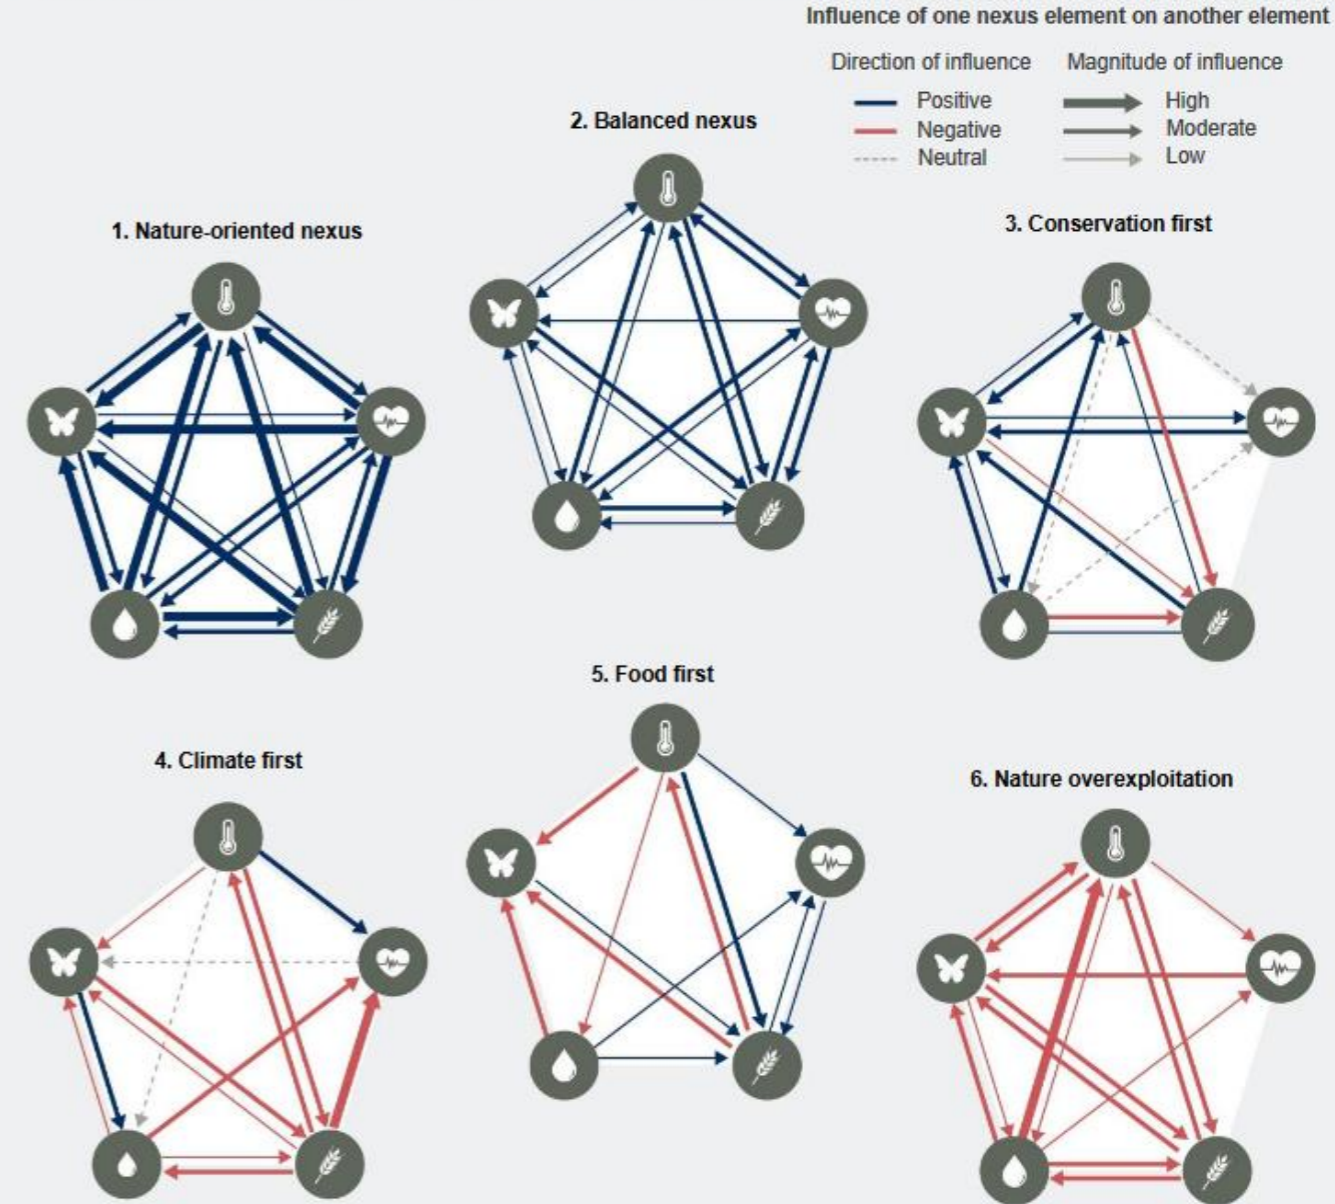 Influence of one nexus element on another element
Direction of influence
Magnitude of influence
Positive
High
Negative
Moderate
Neutral
Low
2. Balanced nexus
1. Nature-oriented nexus
3. Conservation first
5. Food first
4. Climate first
6. Nature overexploitation